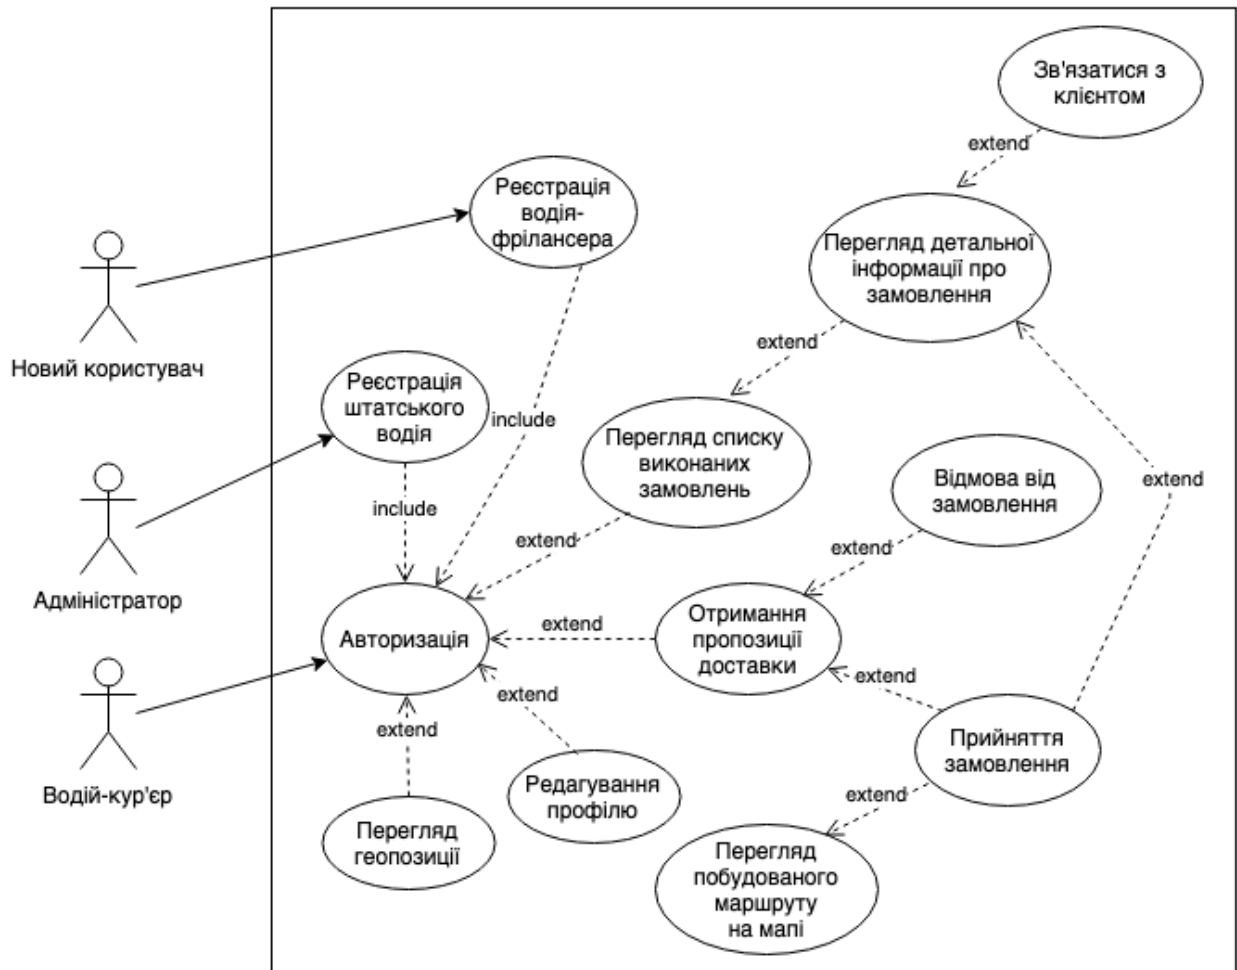 Зв'язатися з
клієнтом
extend
Реєстрація
водія-
фрілансера
Перегляд детальної
інформації про
замовлення
Новий користувач
extend
Реєстрація
штатського
водія
include
Перегляд списку
виконаних
замовлень
Відмова від
замовлення
extend
include
extend
extend
Адміністратор
Авторизація
extend
Отримання
пропозиції
доставки
extend
extend
extend
Прийняття
замовлення
Водій-кур'єр
Редагування
профілю
extend
Перегляд
геопозиції
Перегляд
побудованого
маршруту
на мапі